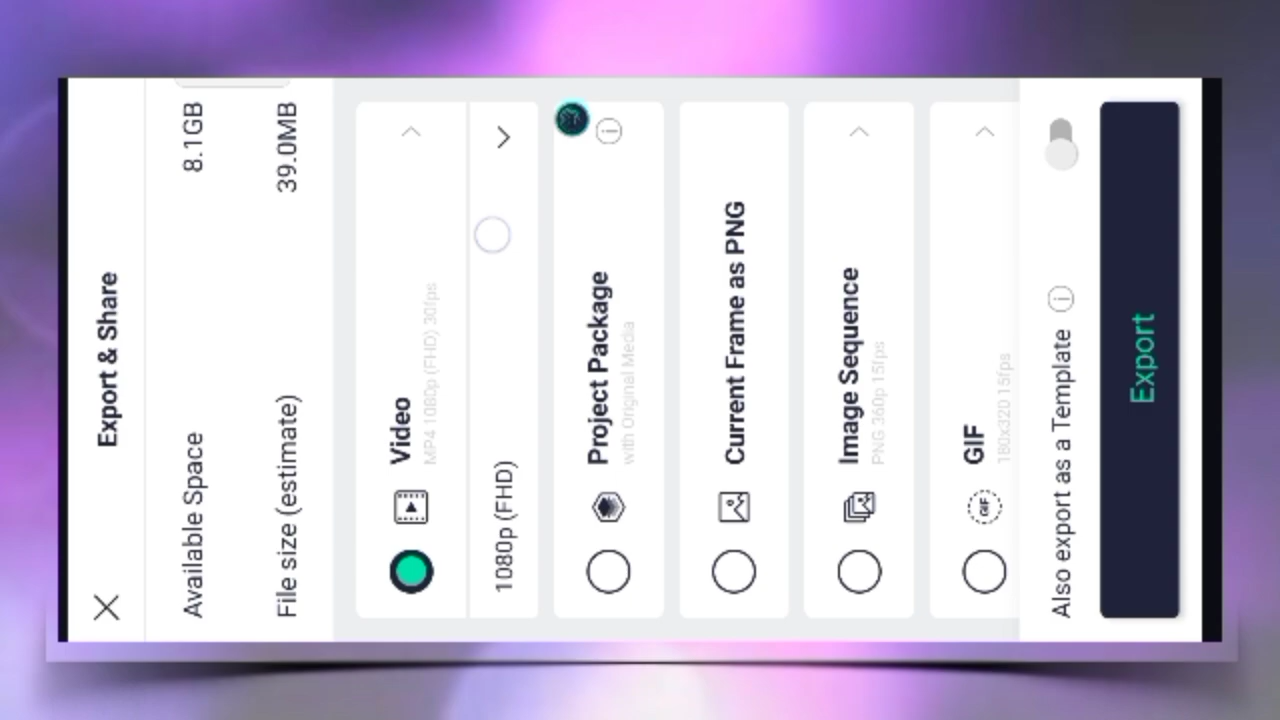 Export & Share
Available Space 8.1GB
File size (estimate) 39.0MB
Video
MP4 1080p (FHD) 30fps
1080p (FHD)
Project Package
with Original Media
Current Frame as PNG
Image Sequence
PNG 360p 15fps
GIF
GIF
180x320 15fps
Also export as a Template
Export